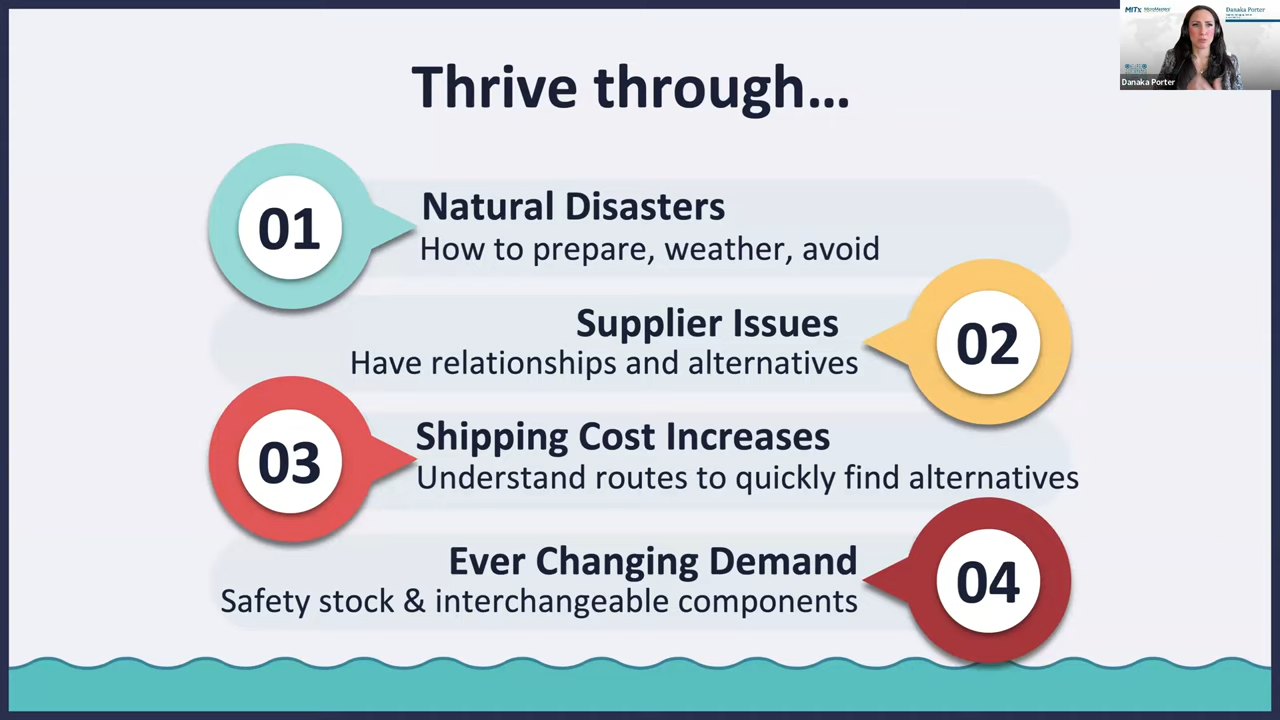 Thrive through...
01
Natural Disasters
How to prepare, weather, avoid
Supplier Issues
Have relationships and alternatives
02
03
Shipping Cost Increases
Understand routes to quickly find alternatives
Ever Changing Demand
Safety stock & interchangeable components
04
MITx MicroMasters
Danaka Porter
Danaka Porter